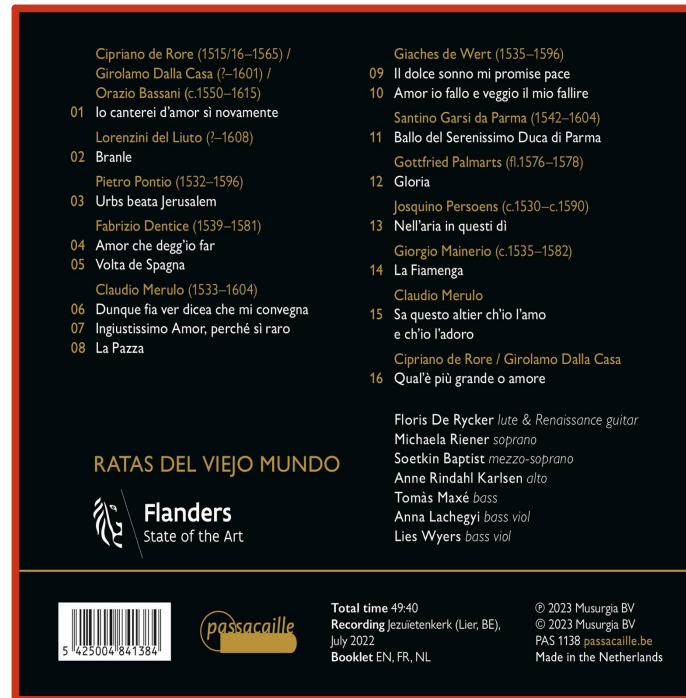 Cipriano de Rore (1515/16–1565) /
Girolamo Dalla Casa (?–1601) /
Orazio Bassani (c.1550–1615)
01 Io canterei d'amor sì novamente
Lorenzini del Liuto (?–1608)
02 Branle
Pietro Pontio (1532–1596)
03 Urbs beata Jerusalem
Fabrizio Dentice (1539–1581)
04 Amor che degg'io far
05 Volta de Spagna
Claudio Merulo (1533–1604)
06 Dunque fia ver dicea che mi convegna
07 Ingiustissimo Amor, perché sì raro
08 La Pazza
Giaches de Wert (1535–1596)
09 Il dolce sonno mi promise pace
10 Amor io fallo e veggio il mio fallire
Santino Garsi da Parma (1542–1604)
11 Ballo del Serenissimo Duca di Parma
Gottfried Palmarts (fl.1576–1578)
12 Gloria
Josquino Persoens (c.1530–c.1590)
13 Nell'aria in questi dì
Giorgio Mainerio (c.1535–1582)
14 La Fiamenga
Claudio Merulo
15 Sa questo altier ch'io l'amo
e ch'io l'adoro
Cipriano de Rore / Girolamo Dalla Casa
16 Qual'è più grande o amore
Floris De Rycker lute & Renaissance guitar
Michaela Riener soprano
Soetkin Baptist mezzo-soprano
Anne Rindahl Karlsen alto
Tomàs Maxé bass
Anna Lachegyi bass viol
Lies Wyers bass viol
RATAS DEL VIEJO MUNDO
Flanders
State of the Art
5 425004 841384
passacaille
Total time 49:40
Recording Jezuïetenkerk (Lier, BE),
July 2022
Booklet EN, FR, NL
℗ 2023 Musurgia BV
© 2023 Musurgia BV
PAS 1138 passacaille.be
Made in the Netherlands